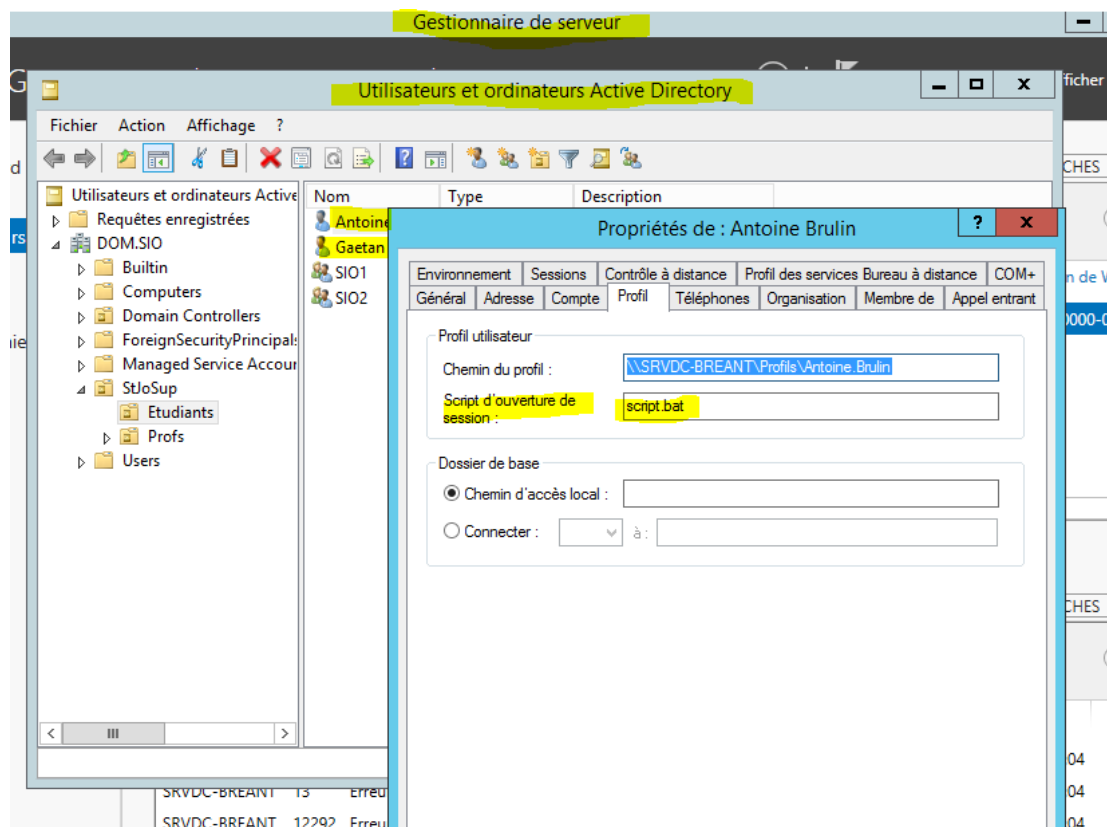 Gestionnaire de serveur
Utilisateurs et ordinateurs Active Directory
ficher
Fichier Action Affichage ?
CHES
Utilisateurs et ordinateurs Active
Requêtes enregistrées
DOM.SIO
Builtin
Computers
Domain Controllers
ForeignSecurityPrincipals
Managed Service Accour
StJoSup
Etudiants
Profs
Users
Nom Type Description
Antoine
Gaetan
SIO1
SIO2
Propriétés de : Antoine Brulin
Environnement Sessions Contrôle à distance Profil des services Bureau à distance COM+
Général Adresse Compte Profil Téléphones Organisation Membre de Appel entrant
Profil utilisateur
Chemin du profil : \\SRVDC-BREANT\Profils\Antoine.Brulin
Script d'ouverture de
session : script.bat
Dossier de base
Chemin d'accès local :
Connecter : à :
n de
CHES
SRVDC-BREANT 13 Erreu
SRVDC-BREANT 12292 Erreu
:04
:04
:04